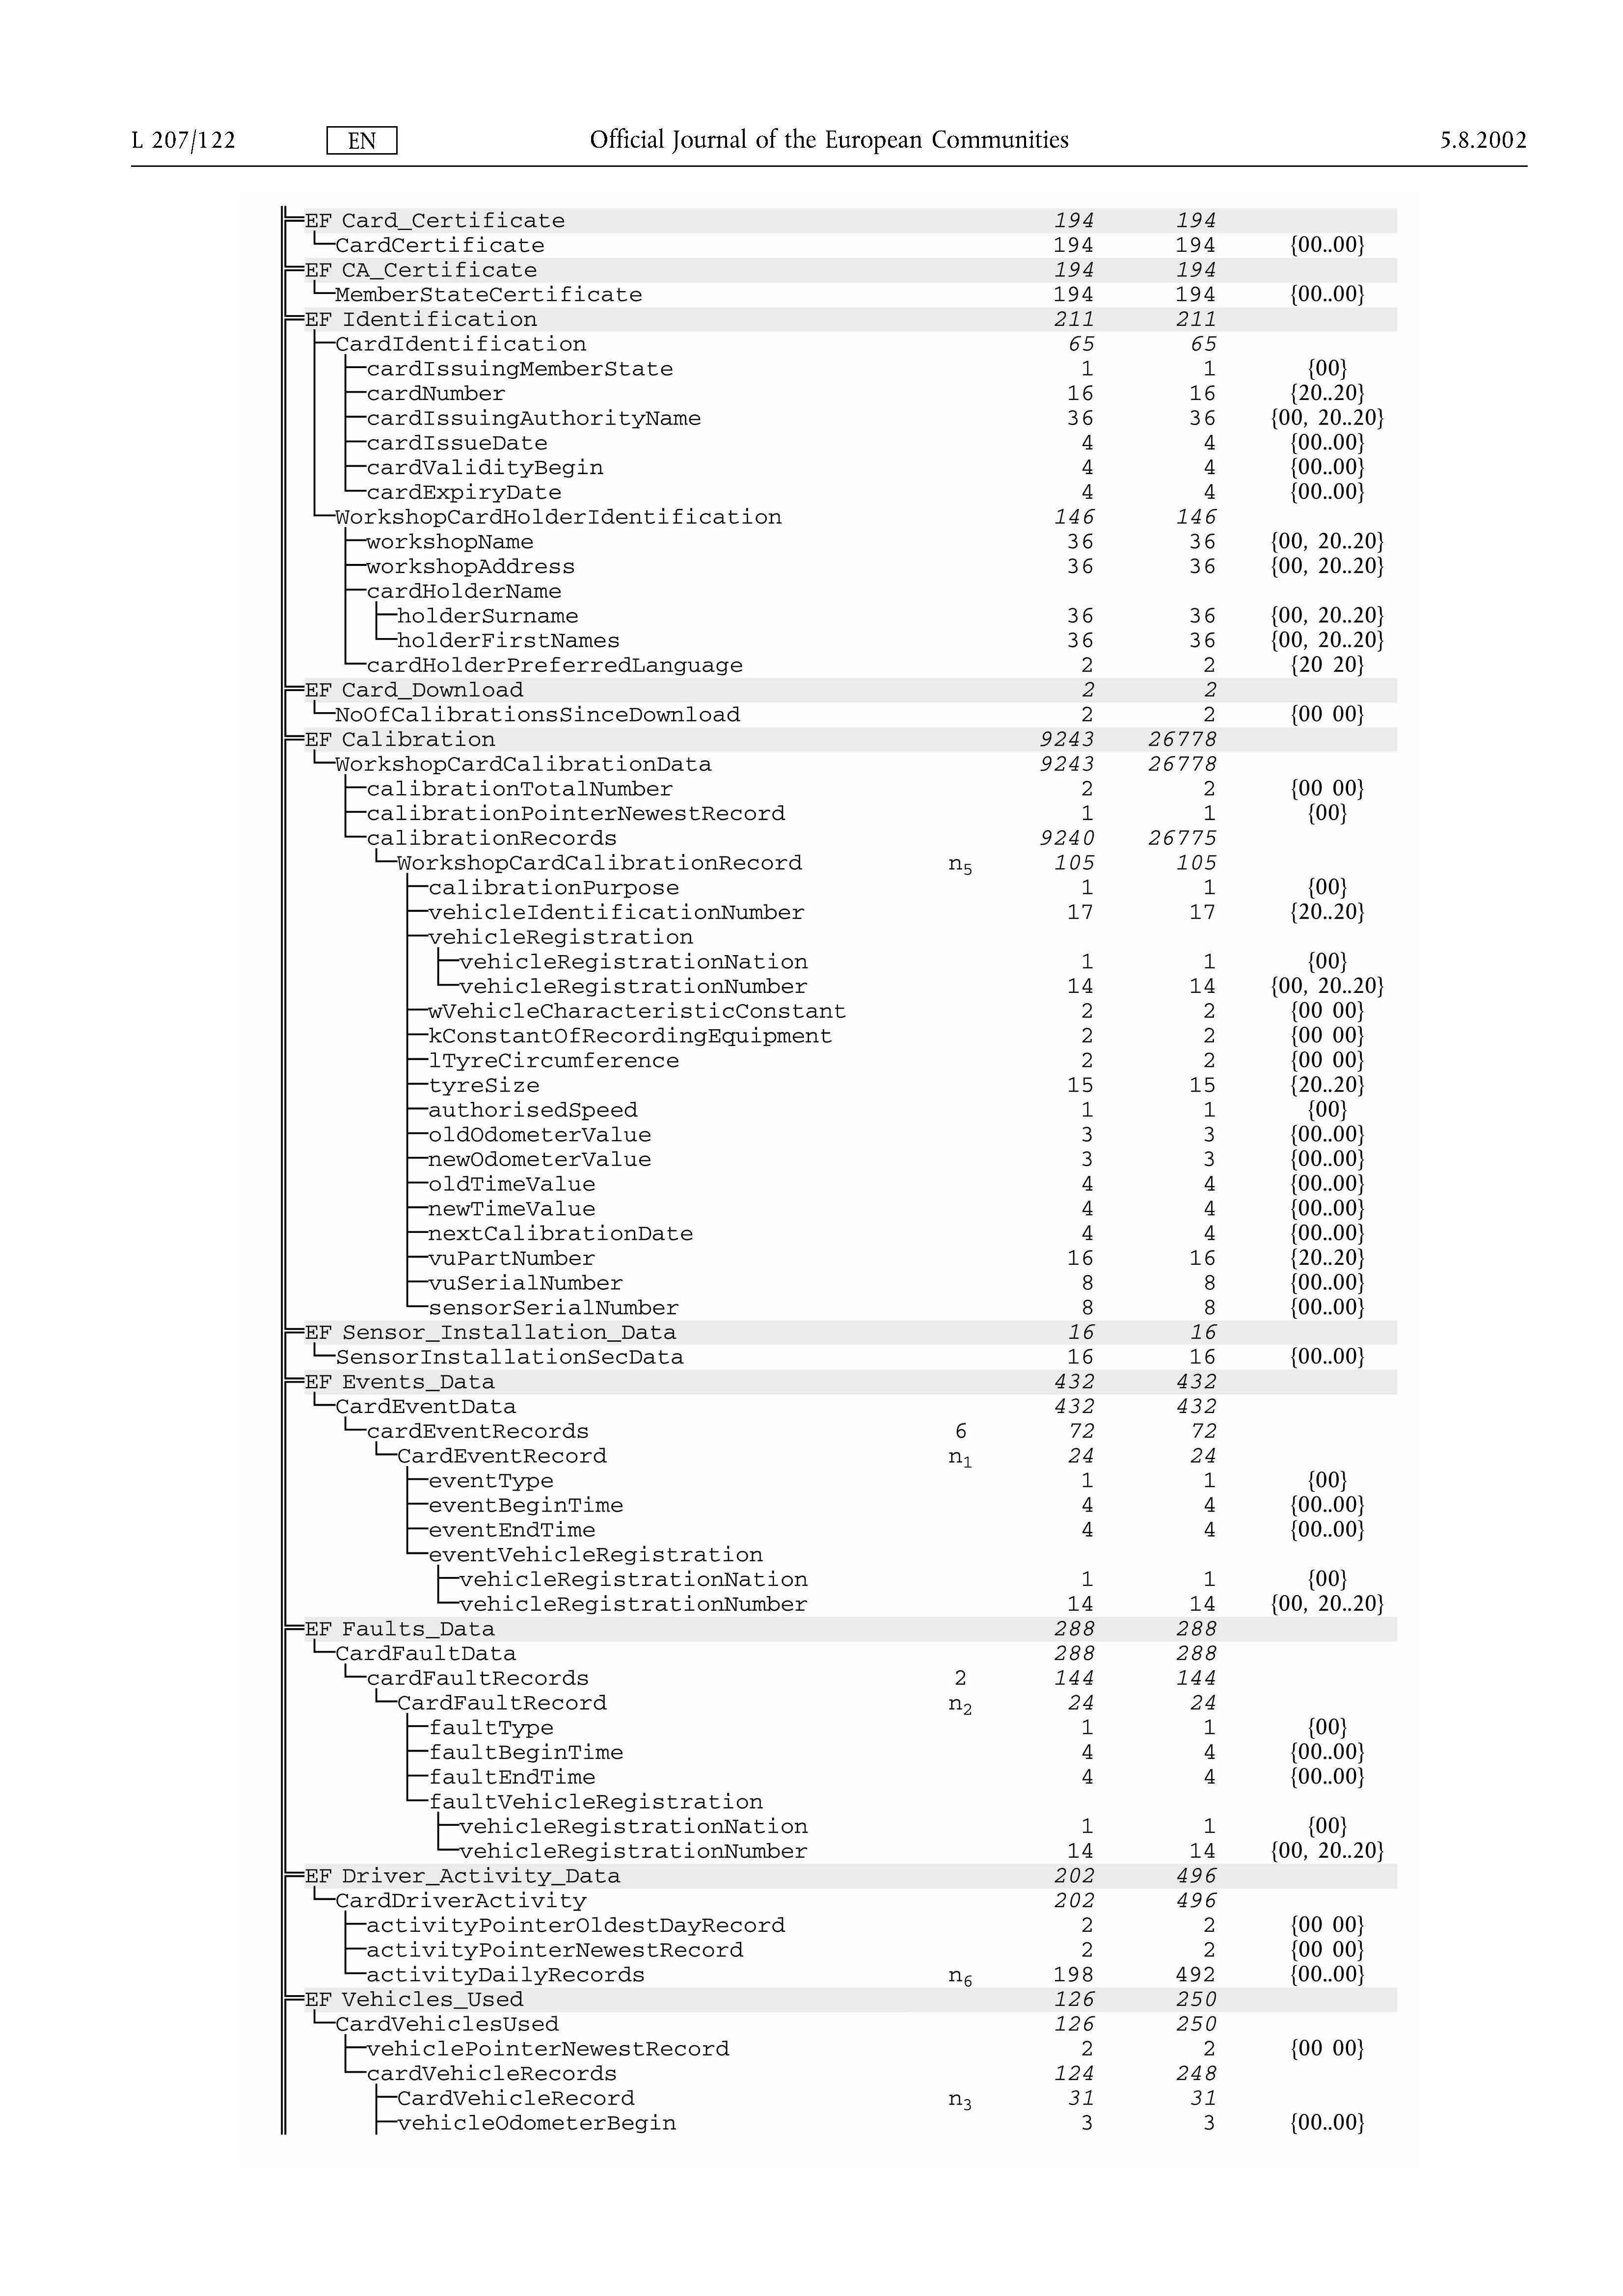 L 207/122 EN Official Journal of the European Communities 5.8.2002
EF Card_Certificate 194 194
CardCertificate 194 194 {00..00}
EF CA_Certificate 194 194
MemberStateCertificate 194 194 {00..00}
EF Identification 211 211
CardIdentification 65 65
cardIssuingMemberState 1 1 {00}
cardNumber 16 16 {20..20}
cardIssuingAuthorityName 36 36 {00, 20..20}
cardIssueDate 4 4 {00..00}
cardValidityBegin 4 4 {00..00}
cardExpiryDate 4 4 {00..00}
WorkshopCardHolderIdentification 146 146
workshopName 36 36 {00, 20..20}
workshopAddress 36 36 {00, 20..20}
cardHolderName
holderSurname 36 36 {00, 20..20}
holderFirstNames 36 36 {00, 20..20}
cardHolderPreferredLanguage 2 2 {20 20}
EF Card_Download 2 2
NoOfCalibrationsSinceDownload 2 2 {00 00}
EF Calibration 9243 26778
WorkshopCardCalibrationData 9243 26778
calibrationTotalNumber 2 2 {00 00}
calibrationPointerNewestRecord 1 1 {00}
calibrationRecords 9240 26775
WorkshopCardCalibrationRecord n5 105 105
calibrationPurpose 1 1 {00}
vehicleIdentificationNumber 17 17 {20..20}
vehicleRegistration
vehicleRegistrationNation 1 1 {00}
vehicleRegistrationNumber 14 14 {00, 20..20}
wVehicleCharacteristicConstant 2 2 {00 00}
kConstantOfRecordingEquipment 2 2 {00 00}
lTyreCircumference 2 2 {00 00}
tyreSize 15 15 {20..20}
authorisedSpeed 1 1 {00}
oldOdometerValue 3 3 {00..00}
newOdometerValue 3 3 {00..00}
oldTimeValue 4 4 {00..00}
newTimeValue 4 4 {00..00}
nextCalibrationDate 4 4 {00..00}
vuPartNumber 16 16 {20..20}
vuSerialNumber 8 8 {00..00}
sensorSerialNumber 8 8 {00..00}
EF Sensor_Installation_Data 16 16
SensorInstallationSecData 16 16 {00..00}
EF Events_Data 432 432
CardEventData 432 432
cardEventRecords 6 72 72
CardEventRecord n1 24 24
eventType 1 1 {00}
eventBeginTime 4 4 {00..00}
eventEndTime 4 4 {00..00}
eventVehicleRegistration
vehicleRegistrationNation 1 1 {00}
vehicleRegistrationNumber 14 14 {00, 20..20}
EF Faults_Data 288 288
CardFaultData 288 288
cardFaultRecords 2 144 144
CardFaultRecord n2 24 24
faultType 1 1 {00}
faultBeginTime 4 4 {00..00}
faultEndTime 4 4 {00..00}
faultVehicleRegistration
vehicleRegistrationNation 1 1 {00}
vehicleRegistrationNumber 14 14 {00, 20..20}
EF Driver_Activity_Data 202 496
CardDriverActivity 202 496
activityPointerOldestDayRecord 2 2 {00 00}
activityPointerNewestRecord 2 2 {00 00}
activityDailyRecords n6 198 492 {00..00}
EF Vehicles_Used 126 250
CardVehiclesUsed 126 250
vehiclePointerNewestRecord 2 2 {00 00}
cardVehicleRecords 124 248
CardVehicleRecord n3 31 31
vehicleOdometerBegin 3 3 {00..00}